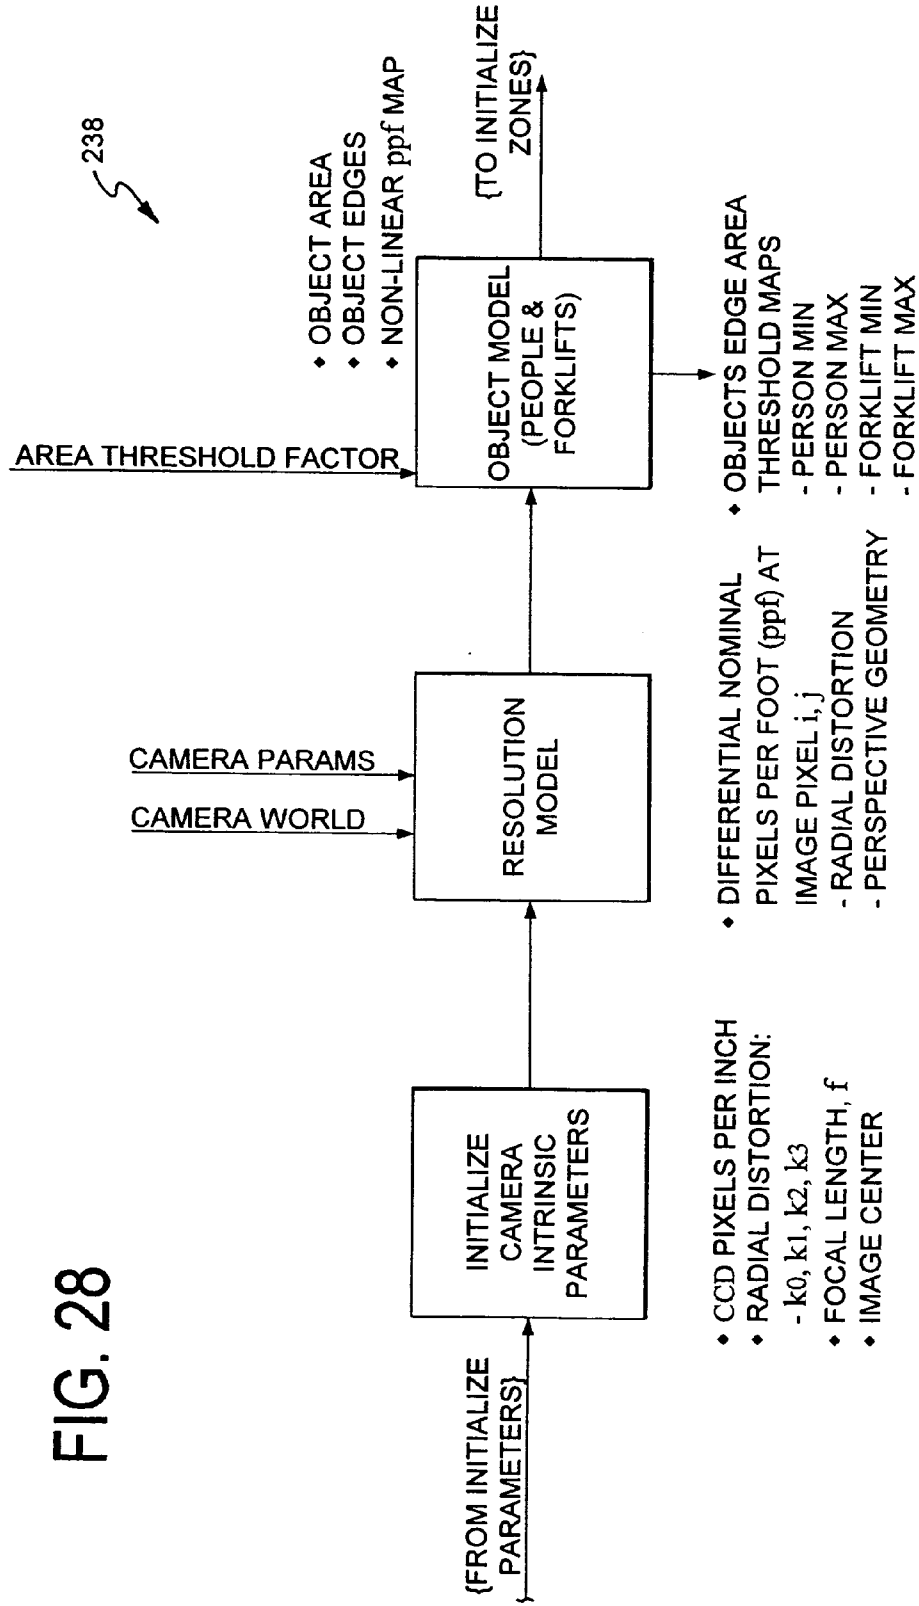 FIG. 28
238
{FROM INITIALIZE
PARAMETERS}
INITIALIZE
CAMERA
INTRINSIC
PARAMETERS
♦ CCD PIXELS PER INCH
♦ RADIAL DISTORTION:
- k0, k1, k2, k3
♦ FOCAL LENGTH, f
♦ IMAGE CENTER
CAMERA PARAMS
CAMERA WORLD
RESOLUTION
MODEL
♦ DIFFERENTIAL NOMINAL
PIXELS PER FOOT (ppf) AT
IMAGE PIXEL i, j
- RADIAL DISTORTION
- PERSPECTIVE GEOMETRY
AREA THRESHOLD FACTOR
♦ OBJECT AREA
♦ OBJECT EDGES
♦ NON-LINEAR ppf MAP
OBJECT MODEL
(PEOPLE &
FORKLIFTS)
{TO INITIALIZE
ZONES}
♦ OBJECTS EDGE AREA
THRESHOLD MAPS
- PERSON MIN
- PERSON MAX
- FORKLIFT MIN
- FORKLIFT MAX